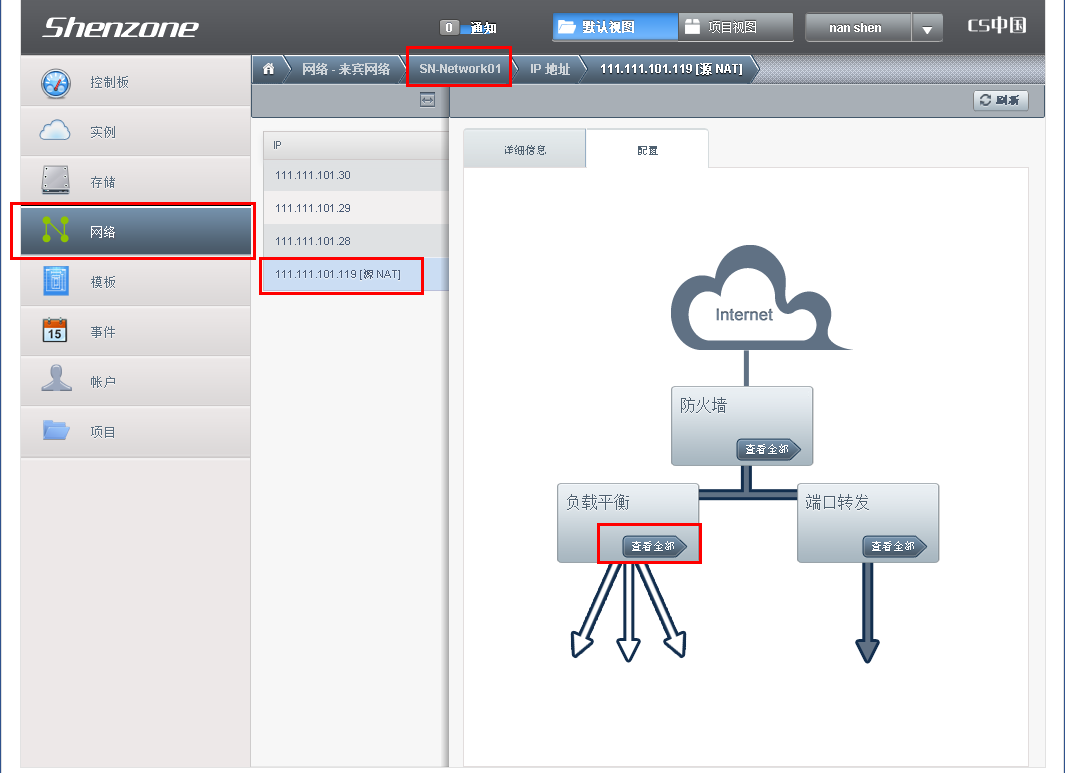 Shenzone
0 通知
默认视图
项目视图
nan shen
CS中国
网络 - 来宾网络
SN-Network01
IP 地址
111.111.101.119 [源 NAT]
刷新
控制板
实例
存储
网络
模板
15
事件
帐户
项目
IP
111.111.101.30
111.111.101.29
111.111.101.28
111.111.101.119 [源 NAT]
详细信息
配置
Internet
防火墙
查看全部
负载平衡
查看全部
端口转发
查看全部